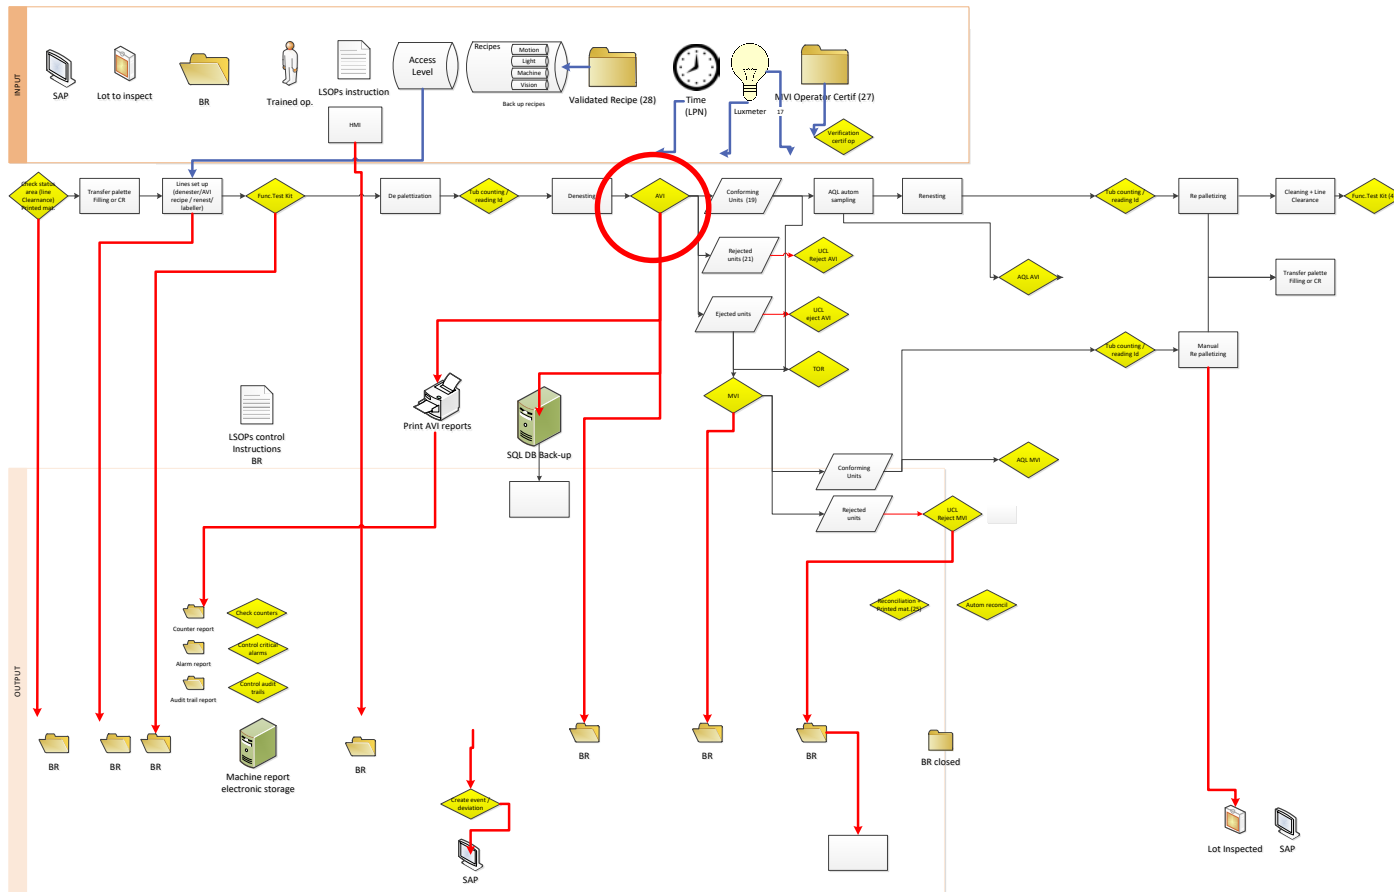 INPUT
SAP
Lot to inspect
BR
Trained op.
LSOPs instruction
HMI
Access
Level
Recipes
Motion
Light
Machine
Vision
Back up recipes
Validated Recipe (28)
Time
(LPN)
Luxmeter
17
MVI Operator Certif (27)
Verification
certif op
Check status
area (line
Clearnance)
Printed mat.
Transfer palette
Filling or CR
Lines set up
(denester/AVI
recipe / renest/
labeller)
Func.Test Kit
De palettization
Tub counting /
reading Id
Denesting
AVI
Conforming
Units (19)
AQL autom
sampling
Renesting
Tub counting /
reading Id
Re palletizing
Cleaning + Line
Clearance
Func.Test Kit (4
Rejected
units (21)
UCL
Reject AVI
AQL AVI
Transfer palette
Filling or CR
Ejected units
UCL
eject AVI
TOR
Tub counting /
reading Id
Manual
Re palletizing
MVI
LSOPs control
Instructions
BR
Print AVI reports
SQL DB Back-up
Conforming
Units
AQL MVI
Rejected
units
UCL
Reject MVI
OUTPUT
Counter report
Check counters
Alarm report
Control critical
alarms
Audit trail report
Control audit
trails
Reconciliation +
Printed mat.(25)
Autom reconcil
BR
BR
BR
Machine report
electronic storage
BR
BR
BR
BR
BR closed
Create event /
deviation
SAP
Lot Inspected
SAP